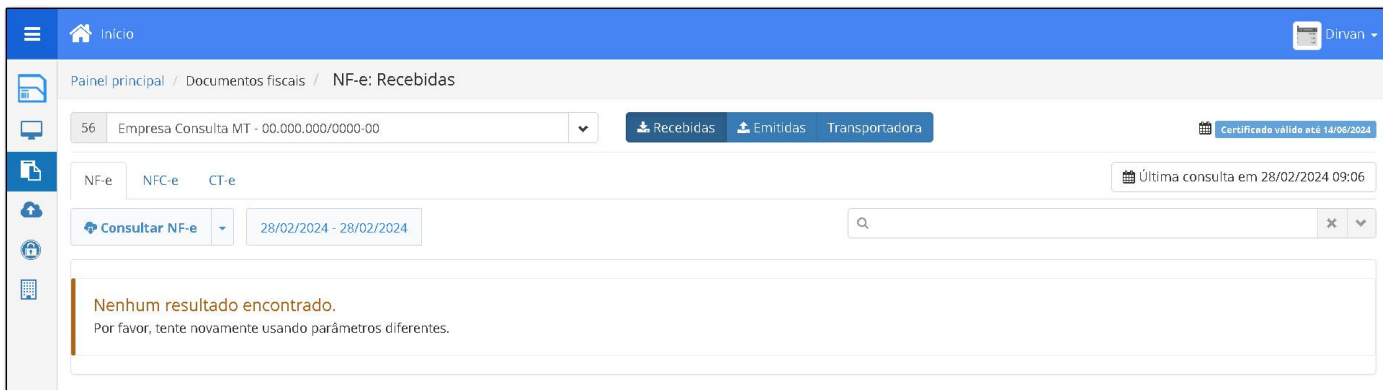 Início
Dirvan
Painel principal / Documentos fiscais / NF-e: Recebidas
56 Empresa Consulta MT - 00.000.000/0000-00
Recebidas Emitidas Transportadora
Certificado válido até 14/06/2024
NF-e NFC-e CT-e
Última consulta em 28/02/2024 09:06
Consultar NF-e
28/02/2024 - 28/02/2024
Nenhum resultado encontrado.
Por favor, tente novamente usando parâmetros diferentes.